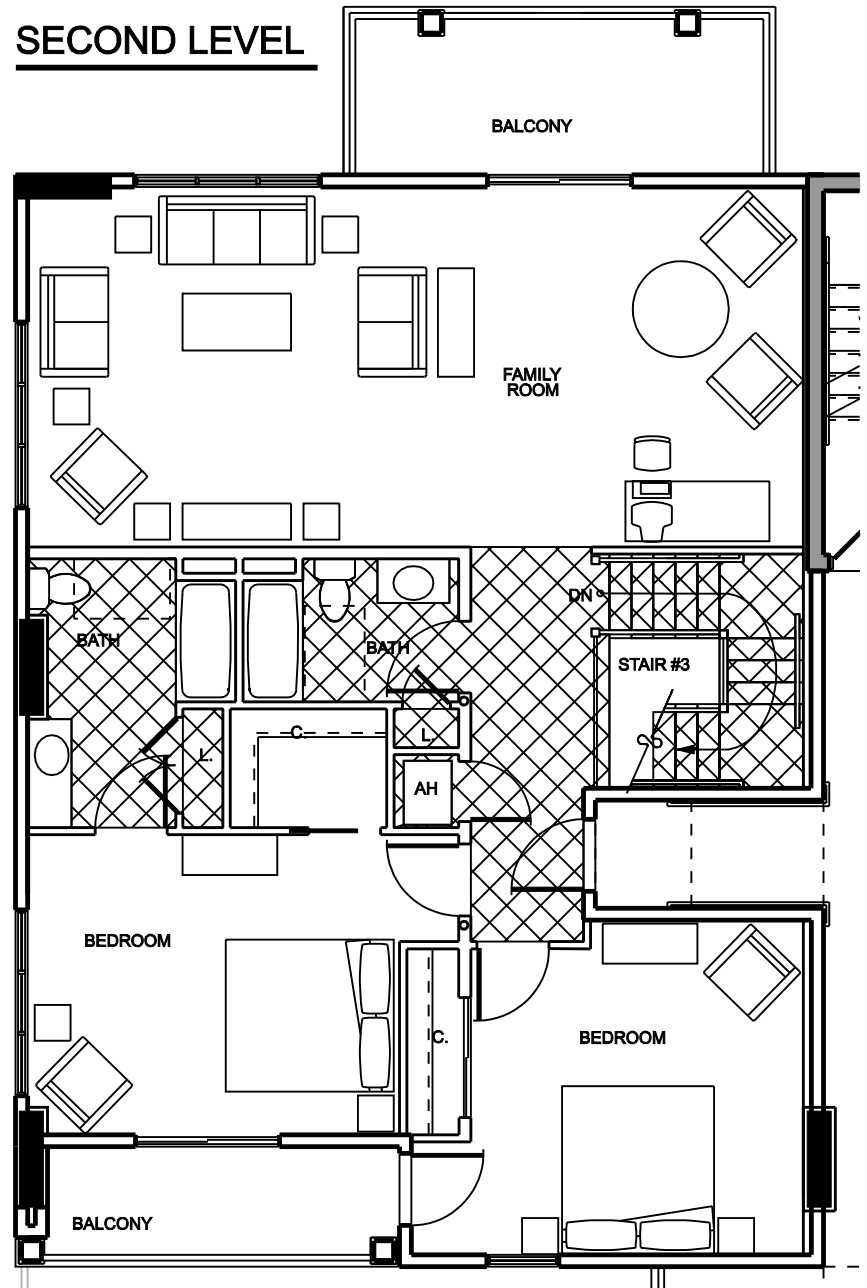 SECOND LEVEL
BALCONY
FAMILY
ROOM
DN
BATH
BATH
STAIR #3
C.
L.
L.
AH
BEDROOM
C.
BEDROOM
BALCONY